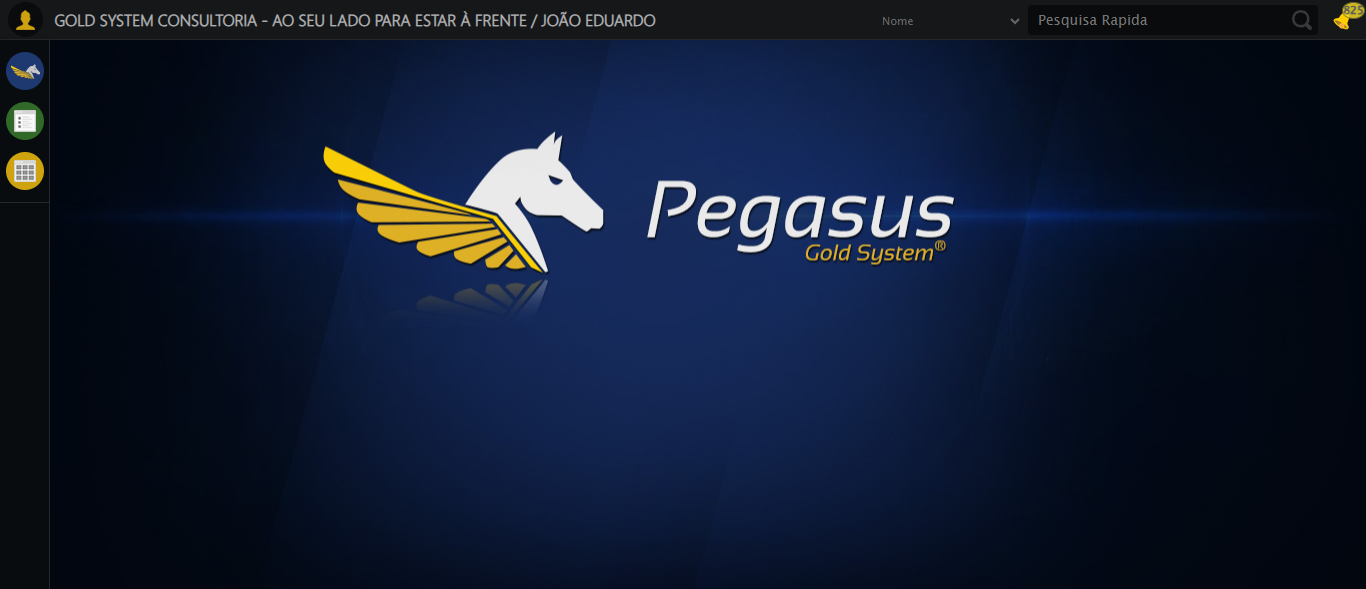 GOLD SYSTEM CONSULTORIA - AO SEU LADO PARA ESTAR À FRENTE / JOÃO EDUARDO
Nome
Pesquisa Rapida
825
Pegasus
Gold System®